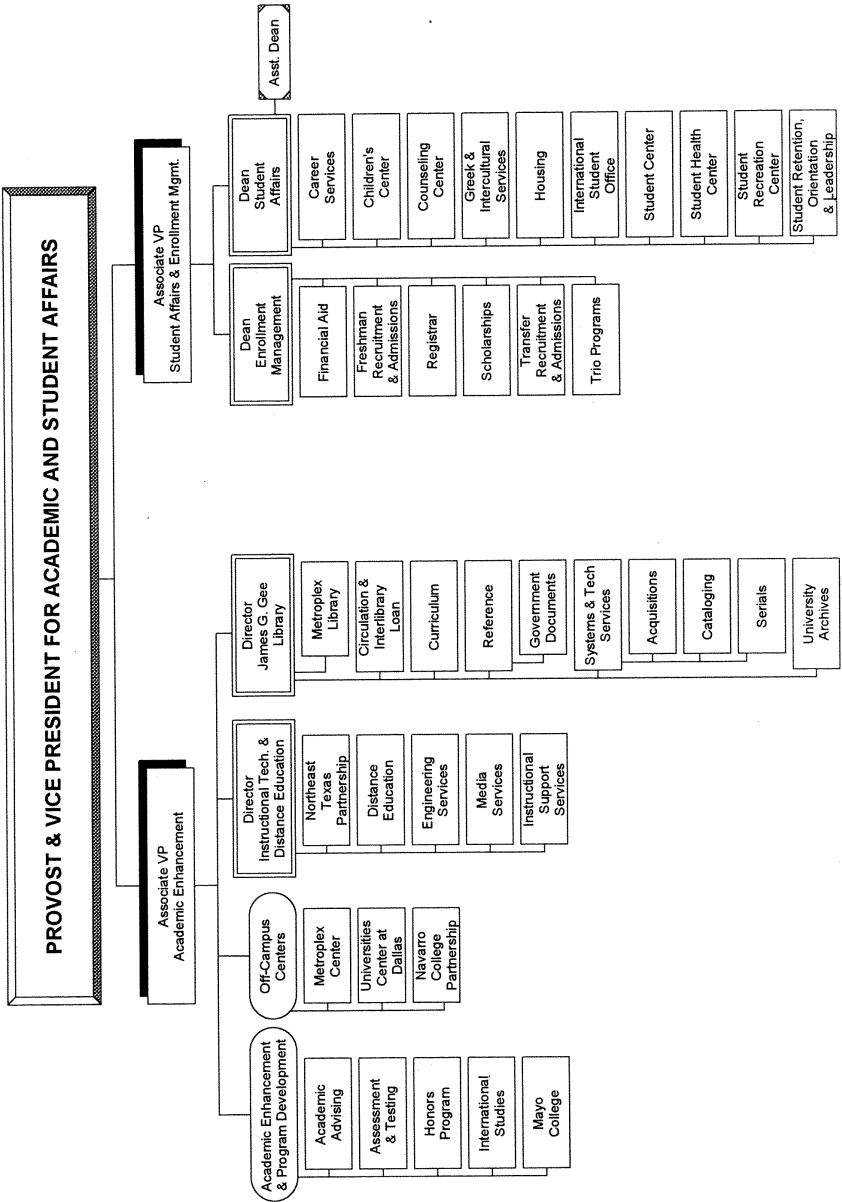 PROVOST & VICE PRESIDENT FOR ACADEMIC AND STUDENT AFFAIRS
Associate VP
Academic Enhancement
Academic Enhancement
& Program Development
Academic
Advising
Assessment
& Testing
Honors
Program
International
Studies
Mayo
College
Off-Campus
Centers
Metroplex
Center
Universities
Center at
Dallas
Navarro
College
Partnership
Director
Instructional Tech. &
Distance Education
Northeast
Texas
Partnership
Distance
Education
Engineering
Services
Media
Services
Instructional
Support
Services
Director
James G. Gee
Library
Metroplex
Library
Circulation &
Interlibrary
Loan
Curriculum
Reference
Government
Documents
Systems & Tech
Services
Acquisitions
Cataloging
Serials
University
Archives
Associate VP
Student Affairs & Enrollment Mgmt.
Dean
Enrollment
Management
Financial Aid
Freshman
Recruitment
& Admissions
Registrar
Scholarships
Transfer
Recruitment
& Admissions
Trio Programs
Dean
Student
Affairs
Asst. Dean
Career
Services
Children's
Center
Counseling
Center
Greek &
Intercultural
Services
Housing
International
Student
Office
Student Center
Student Health
Center
Student
Recreation
Center
Student Retention,
Orientation
& Leadership